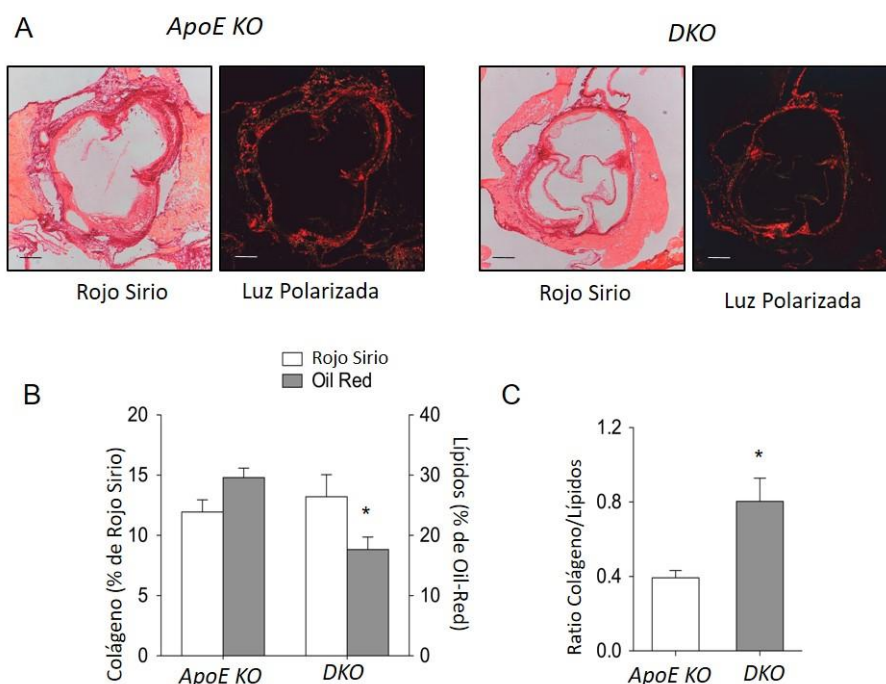 A
ApoE KO
DKO
Rojo Sirio
Luz Polarizada
Rojo Sirio
Luz Polarizada
B
Rojo Sirio
Oil Red
Colágeno (% de Rojo Sirio)
20
15
10
5
0
*
Lípidos (% de Oil-Red)
40
30
20
10
0
ApoE KO
DKO
C
Ratio Colágeno/Lípidos
1.2
0.8
0.4
0.0
*
ApoE KO
DKO